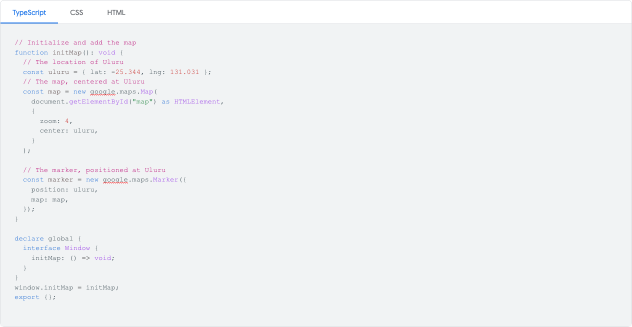 TypeScript CSS HTML
// Initialize and add the map
function initMap(): void {
  // The location of Uluru
  const uluru = { lat: -25.344, lng: 131.031 };
  // The map, centered at Uluru
  const map = new google.maps.Map(
    document.getElementById("map") as HTMLElement,
    {
      zoom: 4,
      center: uluru,
    }
  );

  // The marker, positioned at Uluru
  const marker = new google.maps.Marker({
    position: uluru,
    map: map,
  });
}

declare global {
  interface Window {
    initMap: () => void;
  }
}
window.initMap = initMap;
export {};